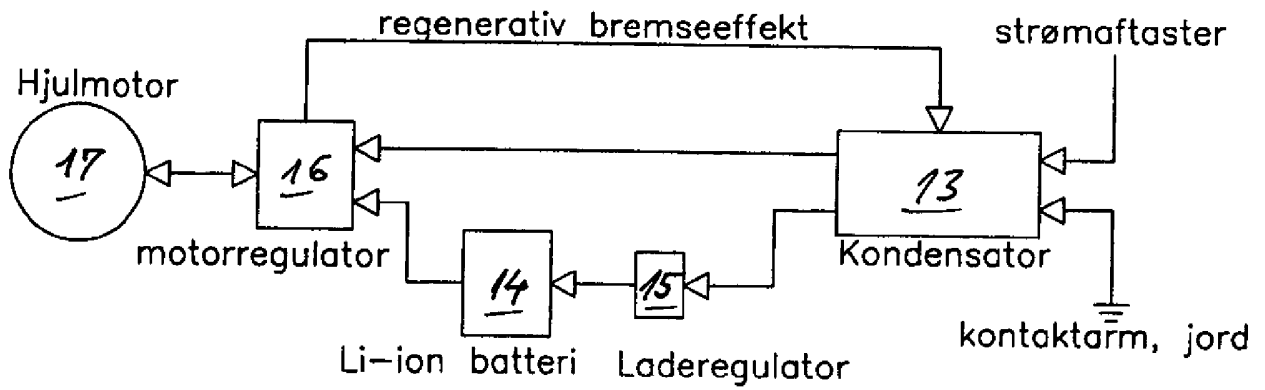 regenerativ bremseeffekt
strømaftaster
Hjulmotor
17
16
13
motorregulator
Kondensator
14
15
kontaktarm, jord
Li-ion batteri
Laderegulator